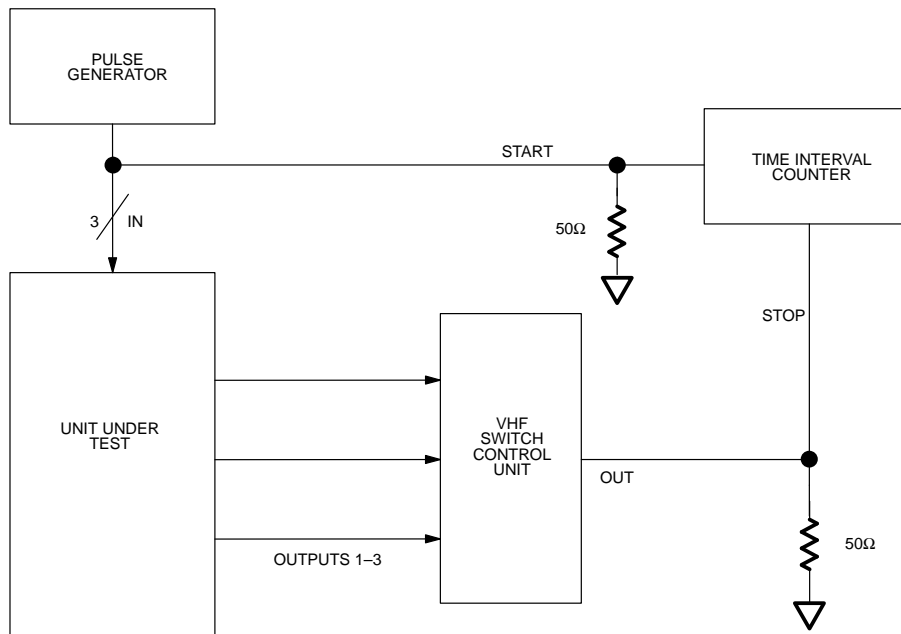 PULSE
GENERATOR
START
TIME INTERVAL
COUNTER
3
IN
50Ω
STOP
UNIT UNDER
TEST
VHF
SWITCH
CONTROL
UNIT
OUT
OUTPUTS 1–3
50Ω